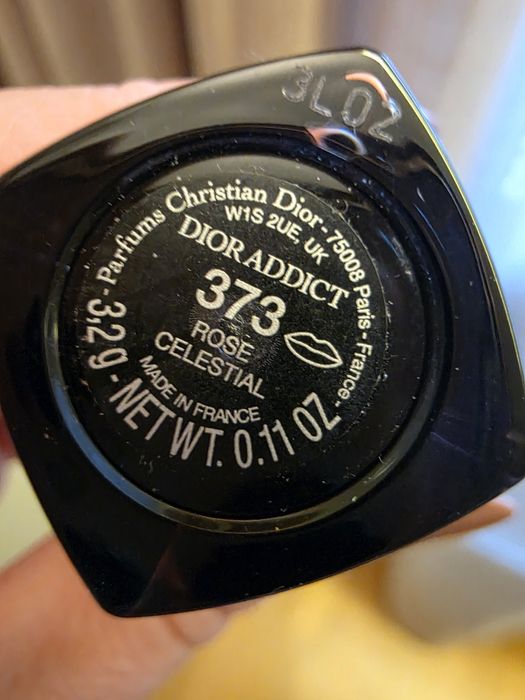 3L02
Parfums Christian Dior - 75008 Paris - France -
W1S 2UE, UK
DIOR ADDICT
373
ROSE
CELESTIAL
MADE IN FRANCE
3.2g - NET WT. 0.11 OZ -